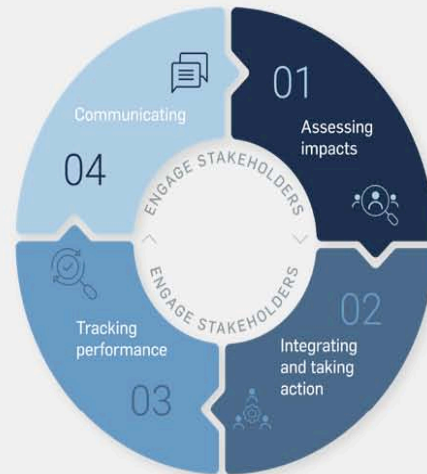 01
Assessing
impacts
02
Integrating
and taking
action
03
Tracking
performance
04
Communicating
ENGAGE STAKEHOLDERS
ENGAGE STAKEHOLDERS